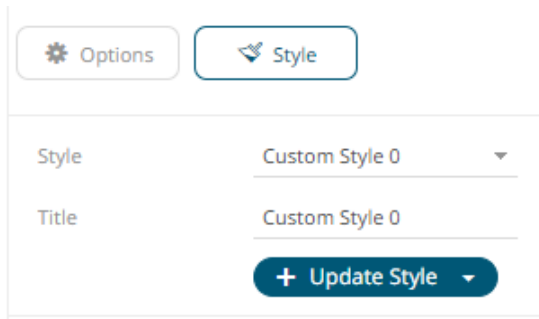 Options Style
Style Custom Style 0
Title Custom Style 0
+ Update Style